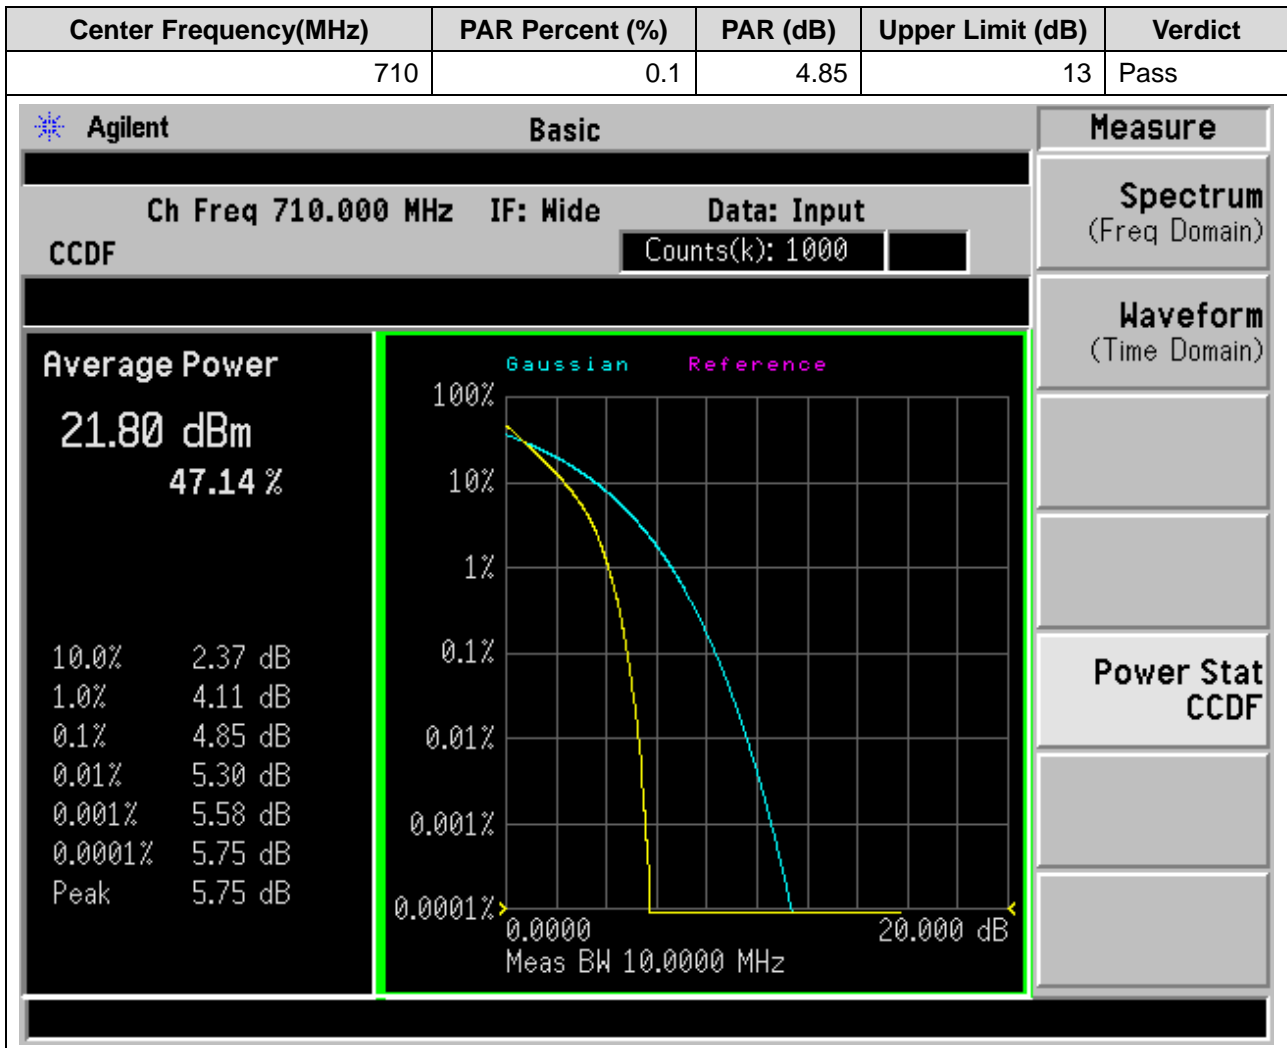 Center Frequency(MHz) PAR Percent (%) PAR (dB) Upper Limit (dB) Verdict
710 0.1 4.85 13 Pass
Agilent Basic Measure
Ch Freq 710.000 MHz IF: Wide Data: Input
CCDF Counts(k): 1000
Average Power
21.80 dBm
47.14 %
10.0% 2.37 dB
1.0% 4.11 dB
0.1% 4.85 dB
0.01% 5.30 dB
0.001% 5.58 dB
0.0001% 5.75 dB
Peak 5.75 dB
Gaussian Reference
100%
10%
1%
0.1%
0.01%
0.001%
0.0001%
0.0000 20.000 dB
Meas BW 10.0000 MHz
Spectrum
(Freq Domain)
Waveform
(Time Domain)
Power Stat
CCDF